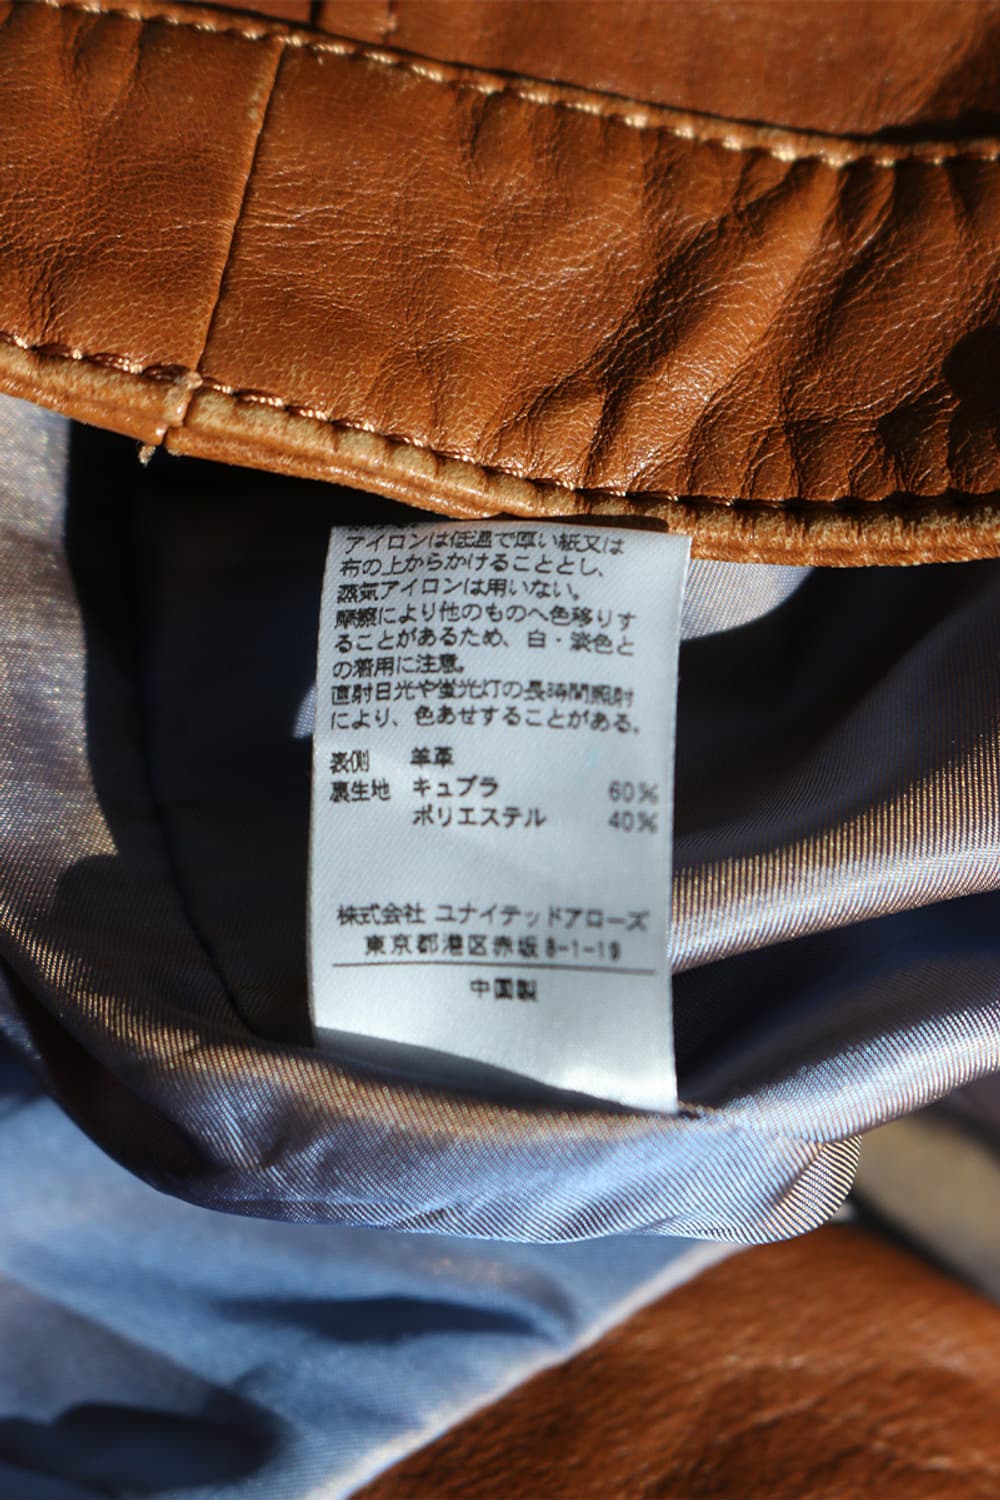 アイロンは低温で厚い紙又は
布の上からかけることとし、
蒸気アイロンは用いない。
摩擦により他のものへ色移りす
ることがあるため、白・淡色と
の着用に注意。
直射日光や蛍光灯の長時間照射
により、色あせすることがある。
表側 羊革
裏生地 キュプラ 60%
ポリエステル 40%
株式会社 ユナイテッドアローズ
東京都港区赤坂8-1-19
中国製